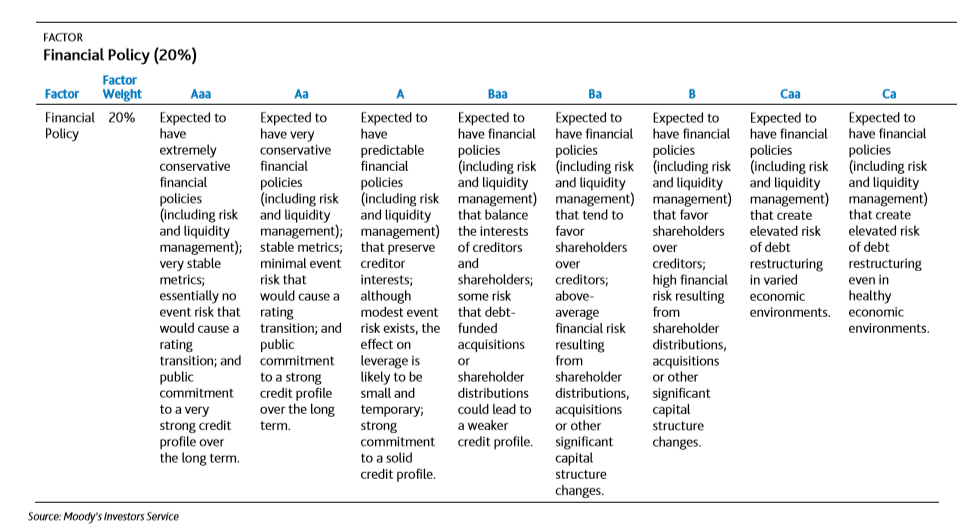 FACTOR
Financial Policy (20%)
Factor
Factor
Weight
Aaa
Aa
A
Baa
Ba
B
Caa
Ca
Financial
Policy
20%
Expected to
have
extremely
conservative
financial
policies
(including risk
and liquidity
management);
very stable
metrics;
essentially no
event risk that
would cause a
rating
transition; and
public
commitment
to a very
strong credit
profile over
the long term.
Expected to
have very
conservative
financial
policies
(including risk
and liquidity
management);
stable metrics;
minimal event
risk that
would cause a
rating
transition; and
public
commitment
to a strong
credit profile
over the long
term.
Expected to
have
predictable
financial
policies
(including risk
and liquidity
management)
that preserve
creditor
interests;
although
modest event
risk exists, the
effect on
leverage is
likely to be
small and
temporary;
strong
commitment
to a solid
credit profile.
Expected to
have financial
policies
(including risk
and liquidity
management)
that balance
the interests
of creditors
and
shareholders;
some risk
that debt-
funded
acquisitions
or
shareholder
distributions
could lead to
a weaker
credit profile.
Expected to
have financial
policies
(including risk
and liquidity
management)
that tend to
favor
shareholders
over
creditors;
above-
average
financial risk
resulting
from
shareholder
distributions,
acquisitions
or other
significant
capital
structure
changes.
Expected to
have financial
policies
(including risk
and liquidity
management)
that favor
shareholders
over
creditors;
high financial
risk resulting
from
shareholder
distributions,
acquisitions
or other
significant
capital
structure
changes.
Expected to
have financial
policies
(including risk
and liquidity
management)
that create
elevated risk
of debt
restructuring
in varied
economic
environments.
Expected to
have financial
policies
(including risk
and liquidity
management)
that create
elevated risk
of debt
restructuring
even in
healthy
economic
environments.
Source: Moody's Investors Service